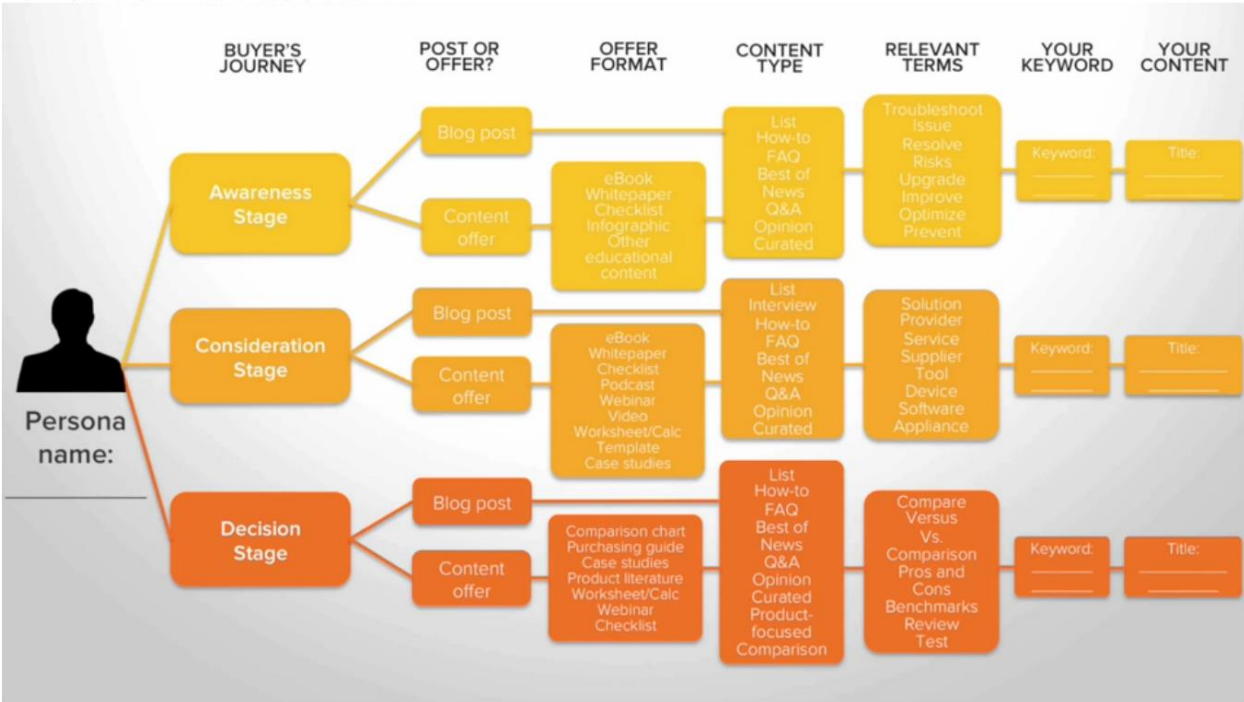 BUYER'S
JOURNEY
POST OR
OFFER?
OFFER
FORMAT
CONTENT
TYPE
RELEVANT
TERMS
YOUR
KEYWORD
YOUR
CONTENT
Persona
name:
Awareness
Stage
Blog post
Content
offer
eBook
Whitepaper
Checklist
Infographic
Other
educational
content
List
How-to
FAQ
Best of
News
Q&A
Opinion
Curated
Troubleshoot
Issue
Resolve
Risks
Upgrade
Improve
Optimize
Prevent
Keyword:
Title:
Consideration
Stage
Blog post
Content
offer
eBook
Whitepaper
Checklist
Podcast
Webinar
Video
Worksheet/Calc
Template
Case studies
List
Interview
How-to
FAQ
Best of
News
Q&A
Opinion
Curated
Solution
Provider
Service
Supplier
Tool
Device
Software
Appliance
Keyword:
Title:
Decision
Stage
Blog post
Content
offer
Comparison chart
Purchasing guide
Case studies
Product literature
Worksheet/Calc
Webinar
Checklist
List
How-to
FAQ
Best of
News
Q&A
Opinion
Curated
Product-
focused
Comparison
Compare
Versus
Vs.
Comparison
Pros and
Cons
Benchmarks
Review
Test
Keyword:
Title: